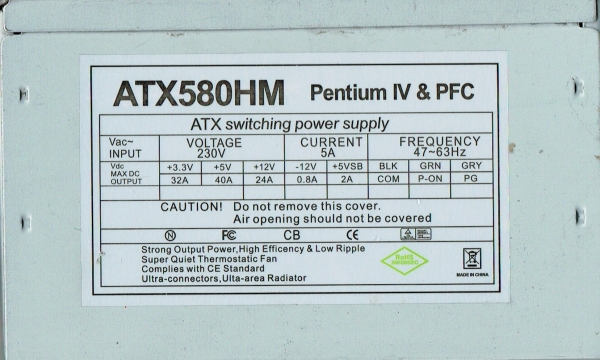 ATX580HM Pentium IV & PFC
ATX switching power supply
Vac~ INPUT VOLTAGE 230V CURRENT 5A FREQUENCY 47~63Hz
Vdc MAX DC OUTPUT +3.3V +5V +12V -12V +5VSB BLK GRN GRY
32A 40A 24A 0.8A 2A COM P-ON PG
CAUTION! Do not remove this cover.
Air opening should not be covered
N FC CB CE
Strong Output Power,High Efficency & Low Ripple
Super Quiet Thermostatic Fan
Complies with CE Standard
Ultra-connectors,Ulta-area Radiator
RoHS
MADE IN CHINA